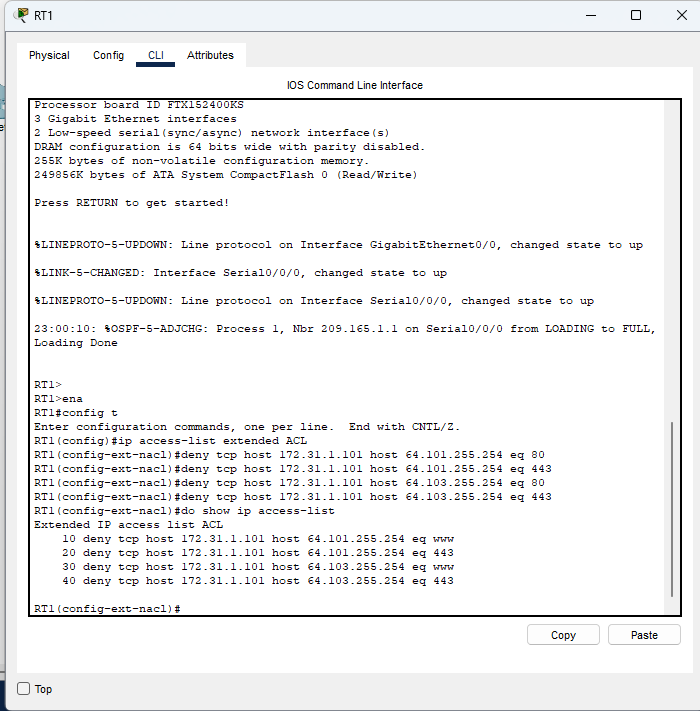 RT1
Physical Config CLI Attributes
IOS Command Line Interface
Processor board ID FTX152400KS
3 Gigabit Ethernet interfaces
2 Low-speed serial(sync/async) network interface(s)
DRAM configuration is 64 bits wide with parity disabled.
255K bytes of non-volatile configuration memory.
249856K bytes of ATA System CompactFlash 0 (Read/Write)
Press RETURN to get started!
%LINEPROTO-5-UPDOWN: Line protocol on Interface GigabitEthernet0/0, changed state to up
%LINK-5-CHANGED: Interface Serial0/0/0, changed state to up
%LINEPROTO-5-UPDOWN: Line protocol on Interface Serial0/0/0, changed state to up
23:00:10: %OSPF-5-ADJCHG: Process 1, Nbr 209.165.1.1 on Serial0/0/0 from LOADING to FULL,
Loading Done
RT1>
RT1>ena
RT1#config t
Enter configuration commands, one per line.  End with CNTL/Z.
RT1(config)#ip access-list extended ACL
RT1(config-ext-nacl)#deny tcp host 172.31.1.101 host 64.101.255.254 eq 80
RT1(config-ext-nacl)#deny tcp host 172.31.1.101 host 64.101.255.254 eq 443
RT1(config-ext-nacl)#deny tcp host 172.31.1.101 host 64.103.255.254 eq 80
RT1(config-ext-nacl)#deny tcp host 172.31.1.101 host 64.103.255.254 eq 443
RT1(config-ext-nacl)#do show ip access-list
Extended IP access list ACL
10 deny tcp host 172.31.1.101 host 64.101.255.254 eq www
20 deny tcp host 172.31.1.101 host 64.101.255.254 eq 443
30 deny tcp host 172.31.1.101 host 64.103.255.254 eq www
40 deny tcp host 172.31.1.101 host 64.103.255.254 eq 443
RT1(config-ext-nacl)#
Copy Paste
Top